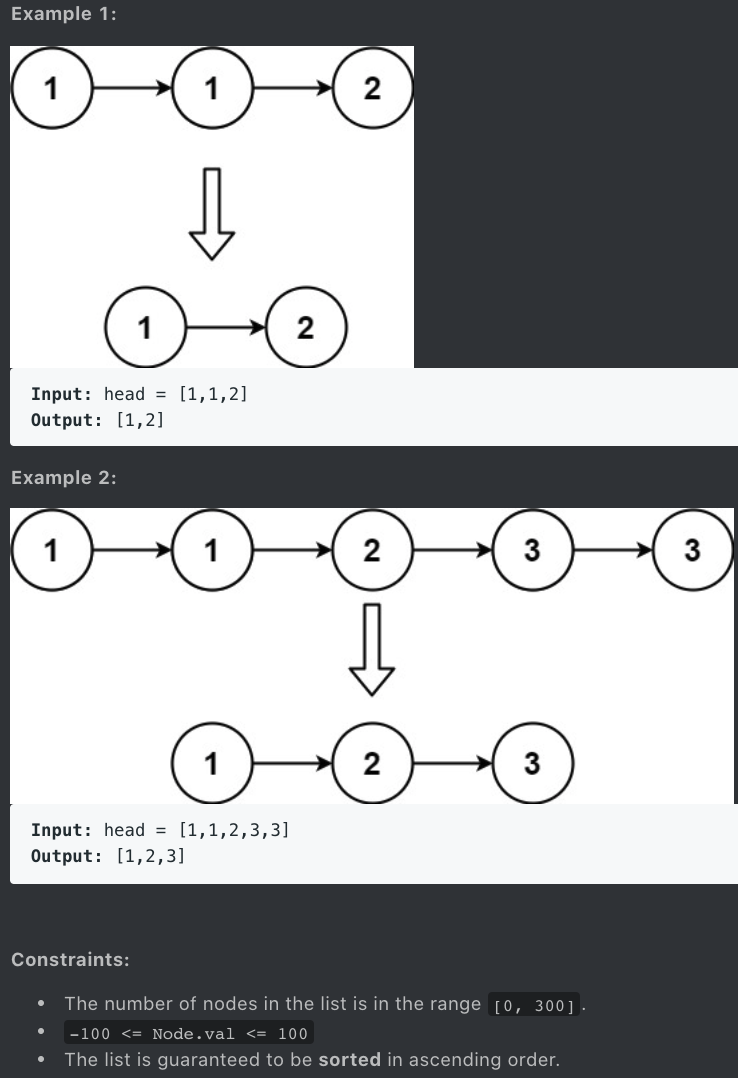 Example 1:
1 1 2
1 2
Input: head = [1,1,2]
Output: [1,2]
Example 2:
1 1 2 3 3
1 2 3
Input: head = [1,1,2,3,3]
Output: [1,2,3]
Constraints:
• The number of nodes in the list is in the range [0, 300].
• -100 <= Node.val <= 100
• The list is guaranteed to be sorted in ascending order.